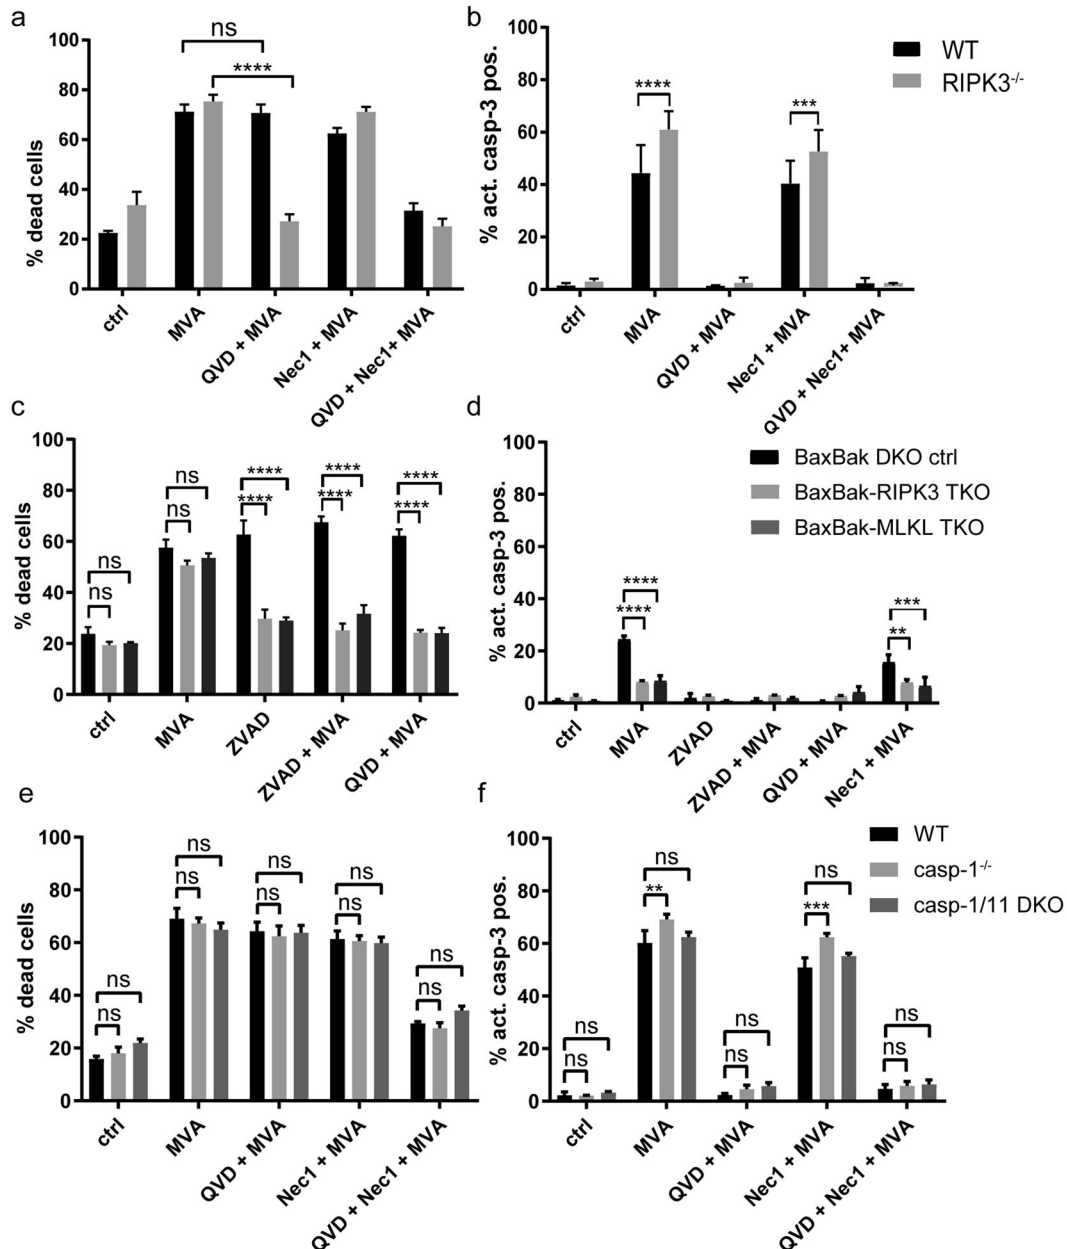 a
ns
****
% dead cells
100
80
60
40
20
0
ctrl
MVA
QVD + MVA
Nec1 + MVA
QVD + Nec1+ MVA
b
****
***
% act. casp-3 pos.
100
80
60
40
20
0
ctrl
MVA
QVD + MVA
Nec1 + MVA
QVD + Nec1+ MVA
WT
RIPK3-/-
c
ns
ns
ns
ns
****
****
****
****
****
****
% dead cells
100
80
60
40
20
0
ctrl
MVA
ZVAD
ZVAD + MVA
QVD + MVA
d
BaxBak DKO ctrl
BaxBak-RIPK3 TKO
BaxBak-MLKL TKO
****
****
***
**
% act. casp-3 pos.
100
80
60
40
20
0
ctrl
MVA
ZVAD
ZVAD + MVA
QVD + MVA
Nec1 + MVA
e
ns
ns
ns
ns
ns
ns
ns
ns
ns
ns
% dead cells
100
80
60
40
20
0
ctrl
MVA
QVD + MVA
Nec1 + MVA
QVD + Nec1 + MVA
f
WT
casp-1-/-
casp-1/11 DKO
ns
ns
ns
**
ns
ns
ns
***
ns
ns
% act. casp-3 pos.
100
80
60
40
20
0
ctrl
MVA
QVD + MVA
Nec1 + MVA
QVD + Nec1 + MVA